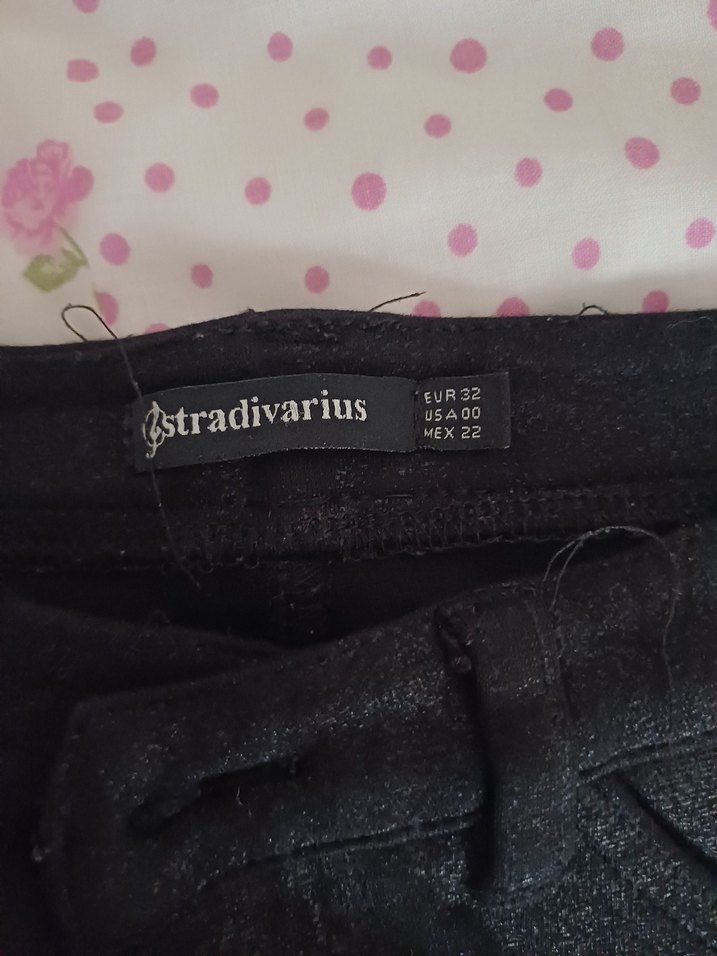 stradivarius
EUR 32
USA 00
MEX 22